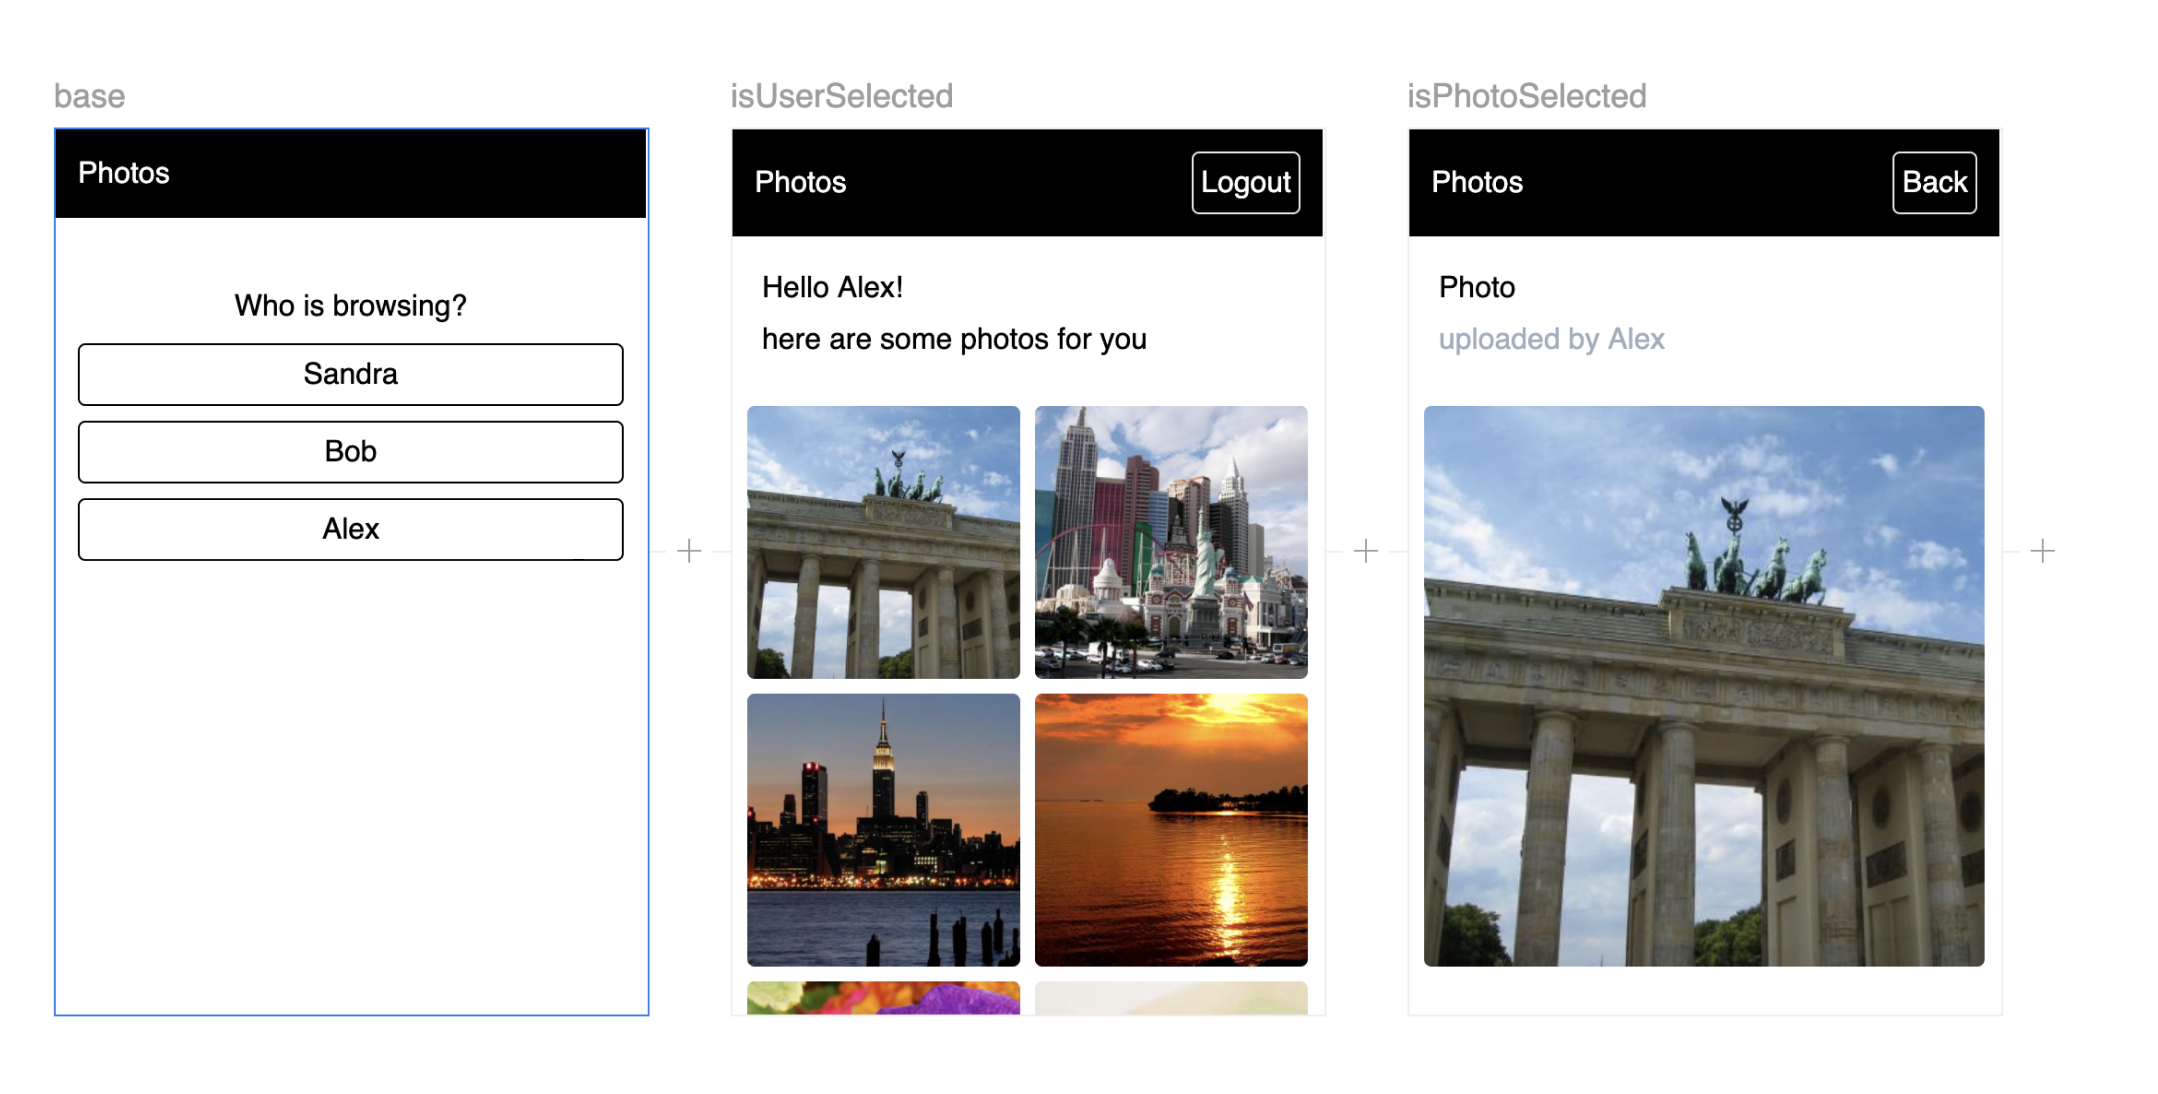 base
Photos
Who is browsing?
Sandra
Bob
Alex
isUserSelected
Photos
Logout
Hello Alex!
here are some photos for you
isPhotoSelected
Photos
Back
Photo
uploaded by Alex